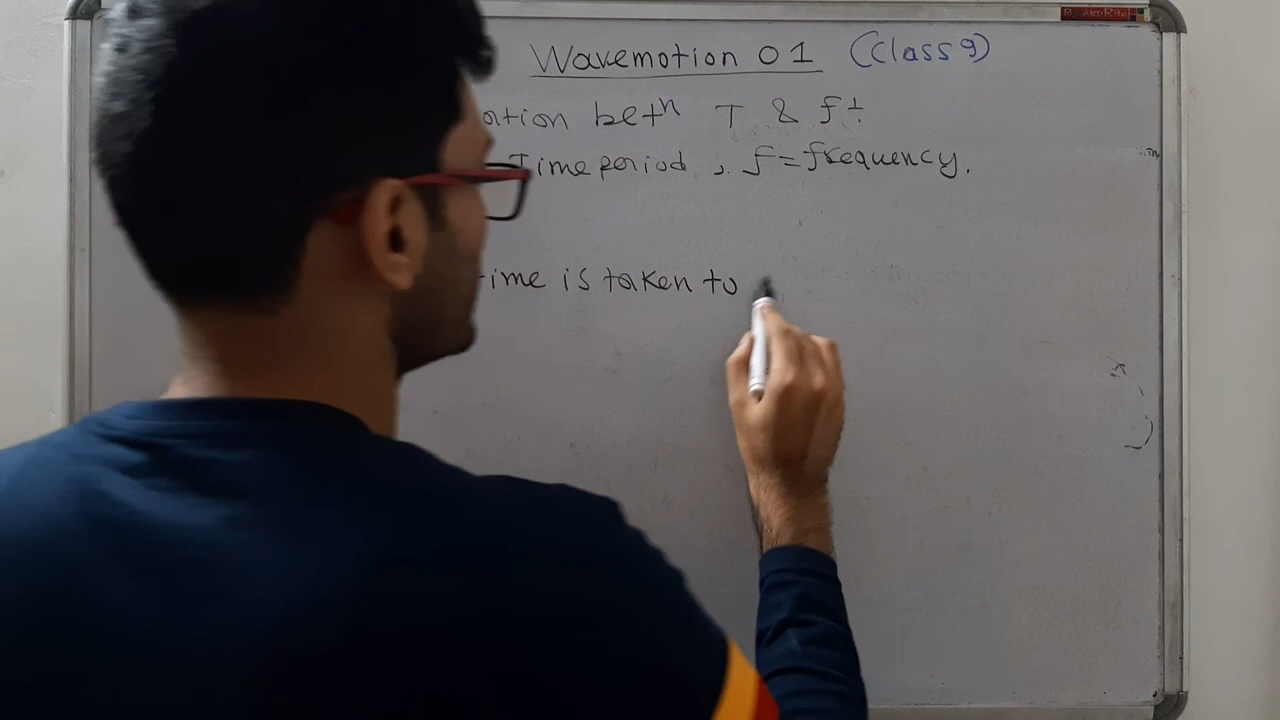 Wavemotion 01 (Class 9)
ation betn T & f:
Time period, f=frequency.
ime is taken to